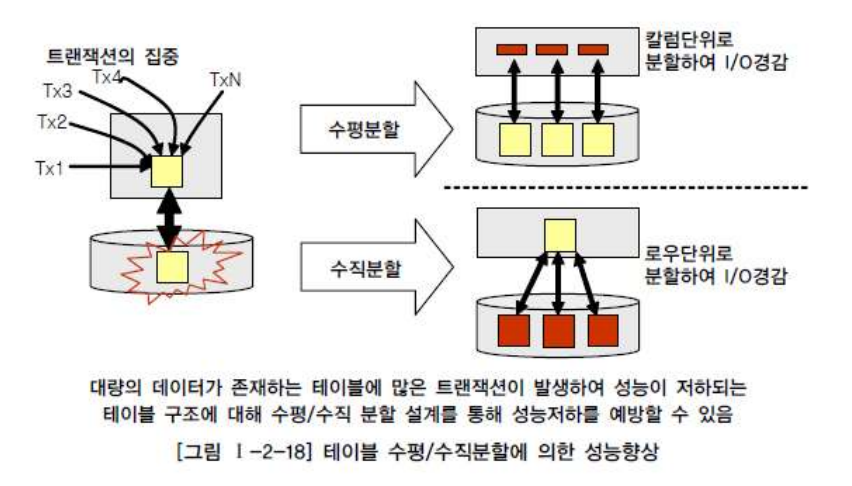 트랜잭션의 집중
Tx4
TxN
Tx3
Tx2
Tx1
수평분할
칼럼단위로
분할하여 I/O경감
수직분할
로우단위로
분할하여 I/O경감
대량의 데이터가 존재하는 테이블에 많은 트랜잭션이 발생하여 성능이 저하되는
테이블 구조에 대해 수평/수직 분할 설계를 통해 성능저하를 예방할 수 있음
[그림 Ⅰ-2-18] 테이블 수평/수직분할에 의한 성능향상